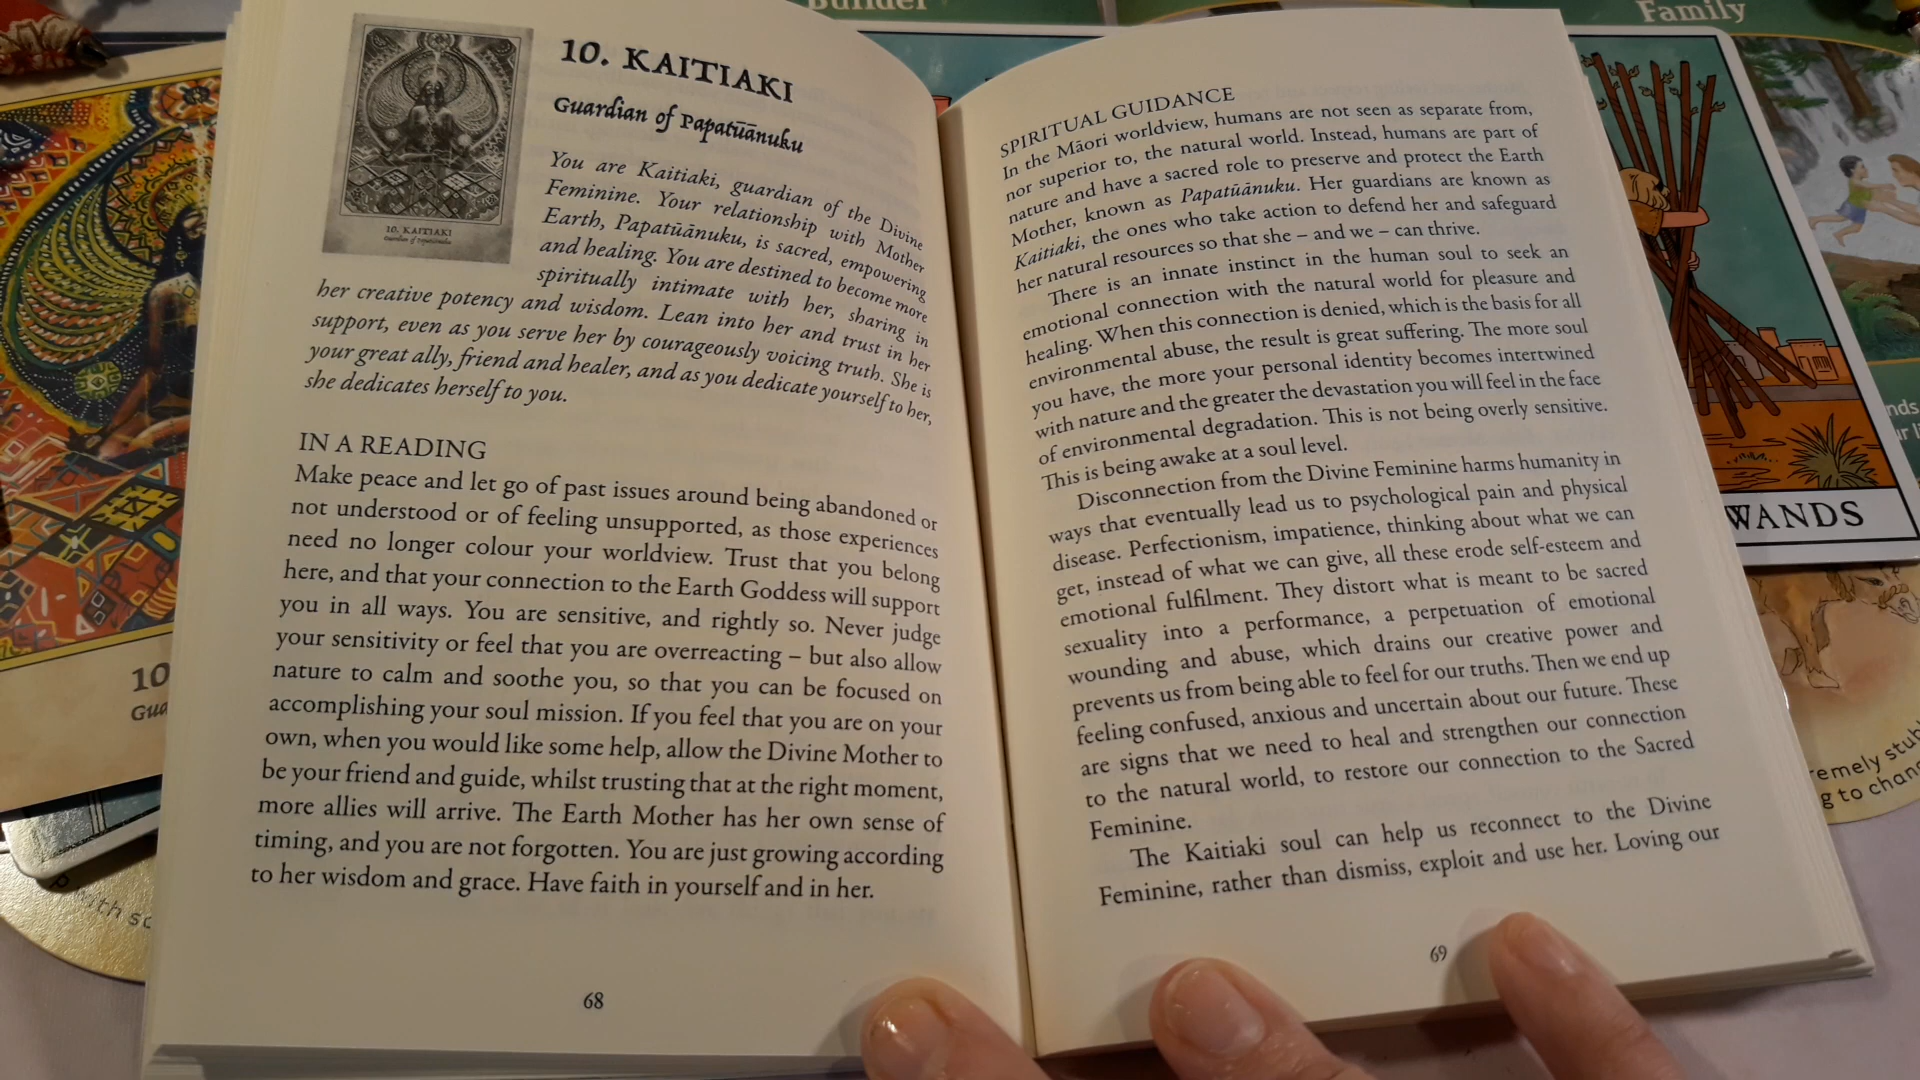 Builder
Family
10. KAITIAKI
Guardian of Papatūānuku
10. KAITIAKI
Guardian of Papatūānuku
You are Kaitiaki, guardian of the Divine
Feminine. Your relationship with Mother
Earth, Papatūānuku, is sacred, empowering
and healing. You are destined to become more
spiritually intimate with her, sharing in
her creative potency and wisdom. Lean into her and trust in her
support, even as you serve her by courageously voicing truth. She is
your great ally, friend and healer, and as you dedicate yourself to her,
she dedicates herself to you.
IN A READING
Make peace and let go of past issues around being abandoned or
not understood or of feeling unsupported, as those experiences
need no longer colour your worldview. Trust that you belong
here, and that your connection to the Earth Goddess will support
you in all ways. You are sensitive, and rightly so. Never judge
your sensitivity or feel that you are overreacting – but also allow
nature to calm and soothe you, so that you can be focused on
accomplishing your soul mission. If you feel that you are on your
own, when you would like some help, allow the Divine Mother to
be your friend and guide, whilst trusting that at the right moment,
more allies will arrive. The Earth Mother has her own sense of
timing, and you are not forgotten. You are just growing according
to her wisdom and grace. Have faith in yourself and in her.
68
SPIRITUAL GUIDANCE
In the Māori worldview, humans are not seen as separate from,
nor superior to, the natural world. Instead, humans are part of
nature and have a sacred role to preserve and protect the Earth
Mother, known as Papatūānuku. Her guardians are known as
Kaitiaki, the ones who take action to defend her and safeguard
her natural resources so that she – and we – can thrive.
There is an innate instinct in the human soul to seek an
emotional connection with the natural world for pleasure and
healing. When this connection is denied, which is the basis for all
environmental abuse, the result is great suffering. The more soul
you have, the more your personal identity becomes intertwined
with nature and the greater the devastation you will feel in the face
of environmental degradation. This is not being overly sensitive.
This is being awake at a soul level.
Disconnection from the Divine Feminine harms humanity in
ways that eventually lead us to psychological pain and physical
disease. Perfectionism, impatience, thinking about what we can
get, instead of what we can give, all these erode self-esteem and
emotional fulfilment. They distort what is meant to be sacred
sexuality into a performance, a perpetuation of emotional
wounding and abuse, which drains our creative power and
prevents us from being able to feel for our truths. Then we end up
feeling confused, anxious and uncertain about our future. These
are signs that we need to heal and strengthen our connection
to the natural world, to restore our connection to the Sacred
Feminine.
The Kaitiaki soul can help us reconnect to the Divine
Feminine, rather than dismiss, exploit and use her. Loving our
69
WANDS
10